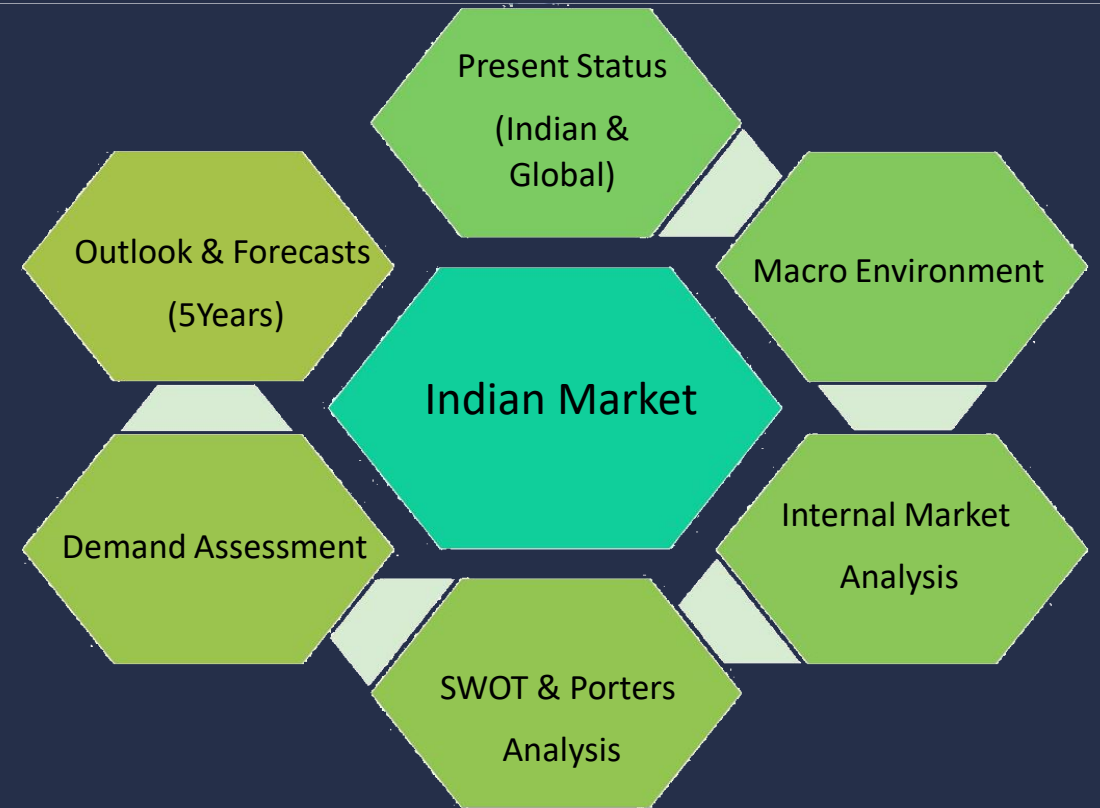 Present Status
(Indian &
Global)
Macro Environment
Internal Market
Analysis
SWOT & Porters
Analysis
Demand Assessment
Outlook & Forecasts
(5Years)
Indian Market